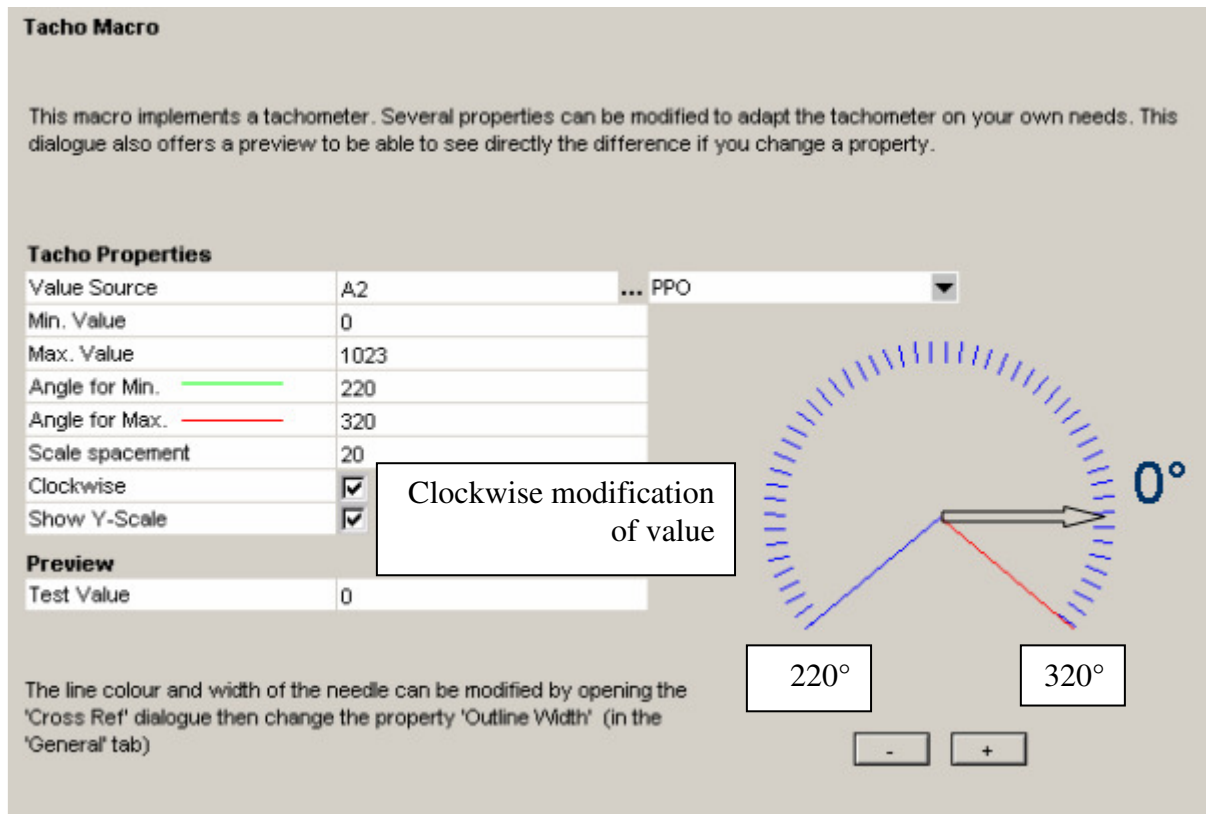 Tacho Macro
This macro implements a tachometer. Several properties can be modified to adapt the tachometer on your own needs. This
dialogue also offers a preview to be able to see directly the difference if you change a property.
Tacho Properties
Value Source A2 ... PPO
Min. Value 0
Max. Value 1023
Angle for Min. 220
Angle for Max. 320
Scale spacement 20
Clockwise
Show Y-Scale
Clockwise modification
of value
0°
Preview
Test Value 0
220°
320°
The line colour and width of the needle can be modified by opening the
'Cross Ref' dialogue then change the property 'Outline Width' (in the
'General' tab)
- +